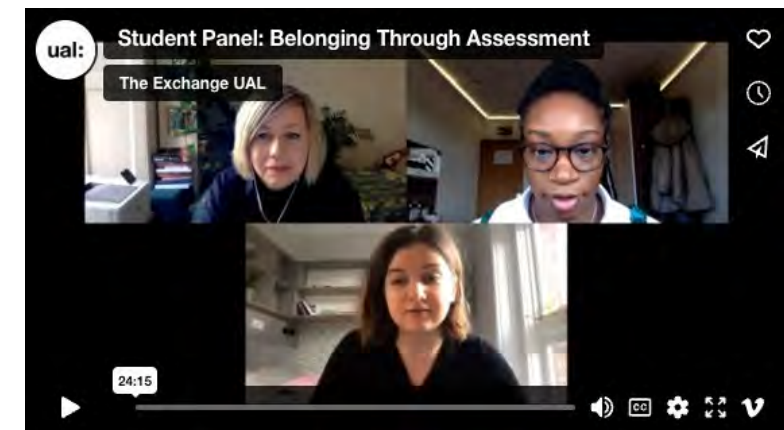 ual:
Student Panel: Belonging Through Assessment
The Exchange UAL
24:15
CC